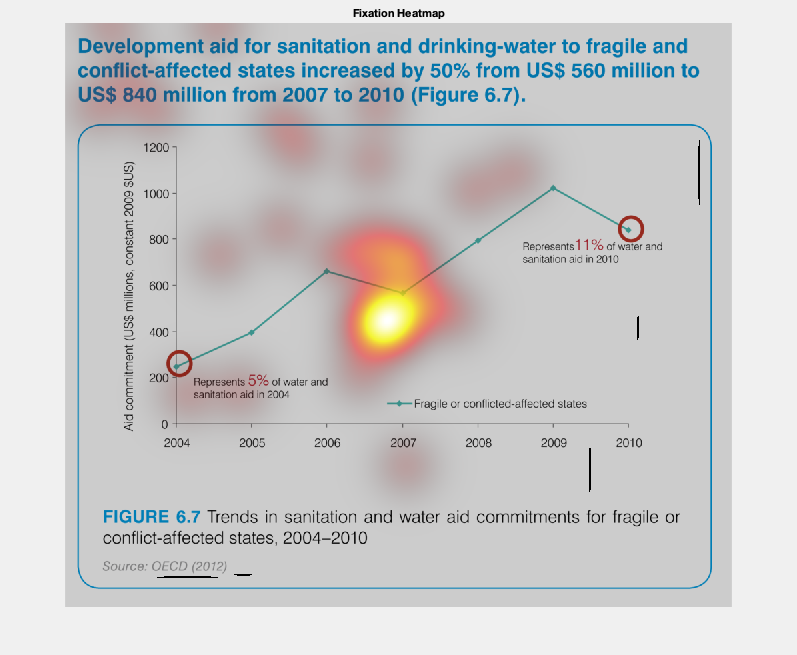 Fixation Heatmap
Development aid for sanitation and drinking-water to fragile and
conflict-affected states increased by 50% from US$ 560 million to
US$ 840 million from 2007 to 2010 (Figure 6.7).
Aid commitment (US$ millions, constant 2009 $US)
1200
1000
800
600
400
200
0
Represents 11% of water and
sanitation aid in 2010
Represents 5% of water and
sanitation aid in 2004
Fragile or conflicted-affected states
2004 2005 2006 2007 2008 2009 2010
FIGURE 6.7 Trends in sanitation and water aid commitments for fragile or
conflict-affected states, 2004–2010
Source: OECD (2012)